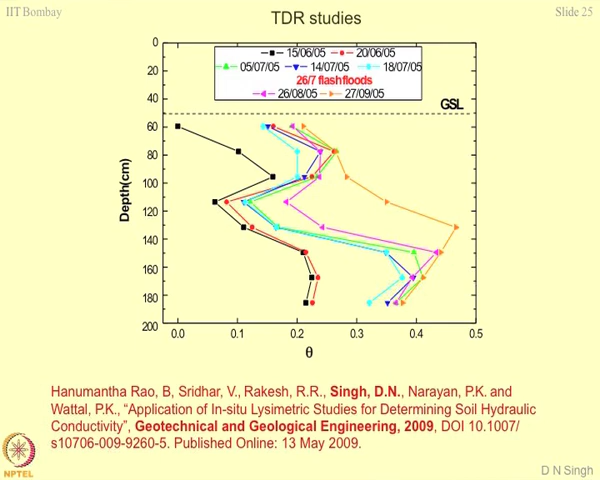 IIT Bombay
Slide 25
TDR studies
15/06/05 20/06/05
05/07/05 14/07/05 18/07/05
26/7 flash floods
26/08/05 27/09/05
GSL
0
20
40
60
80
100
120
140
160
180
200
Depth(cm)
0.0 0.1 0.2 0.3 0.4 0.5
θ
Hanumantha Rao, B, Sridhar, V., Rakesh, R.R., Singh, D.N., Narayan, P.K. and
Wattal, P.K., “Application of In-situ Lysimetric Studies for Determining Soil Hydraulic
Conductivity”, Geotechnical and Geological Engineering, 2009, DOI 10.1007/
s10706-009-9260-5. Published Online: 13 May 2009.
NPTEL
D N Singh